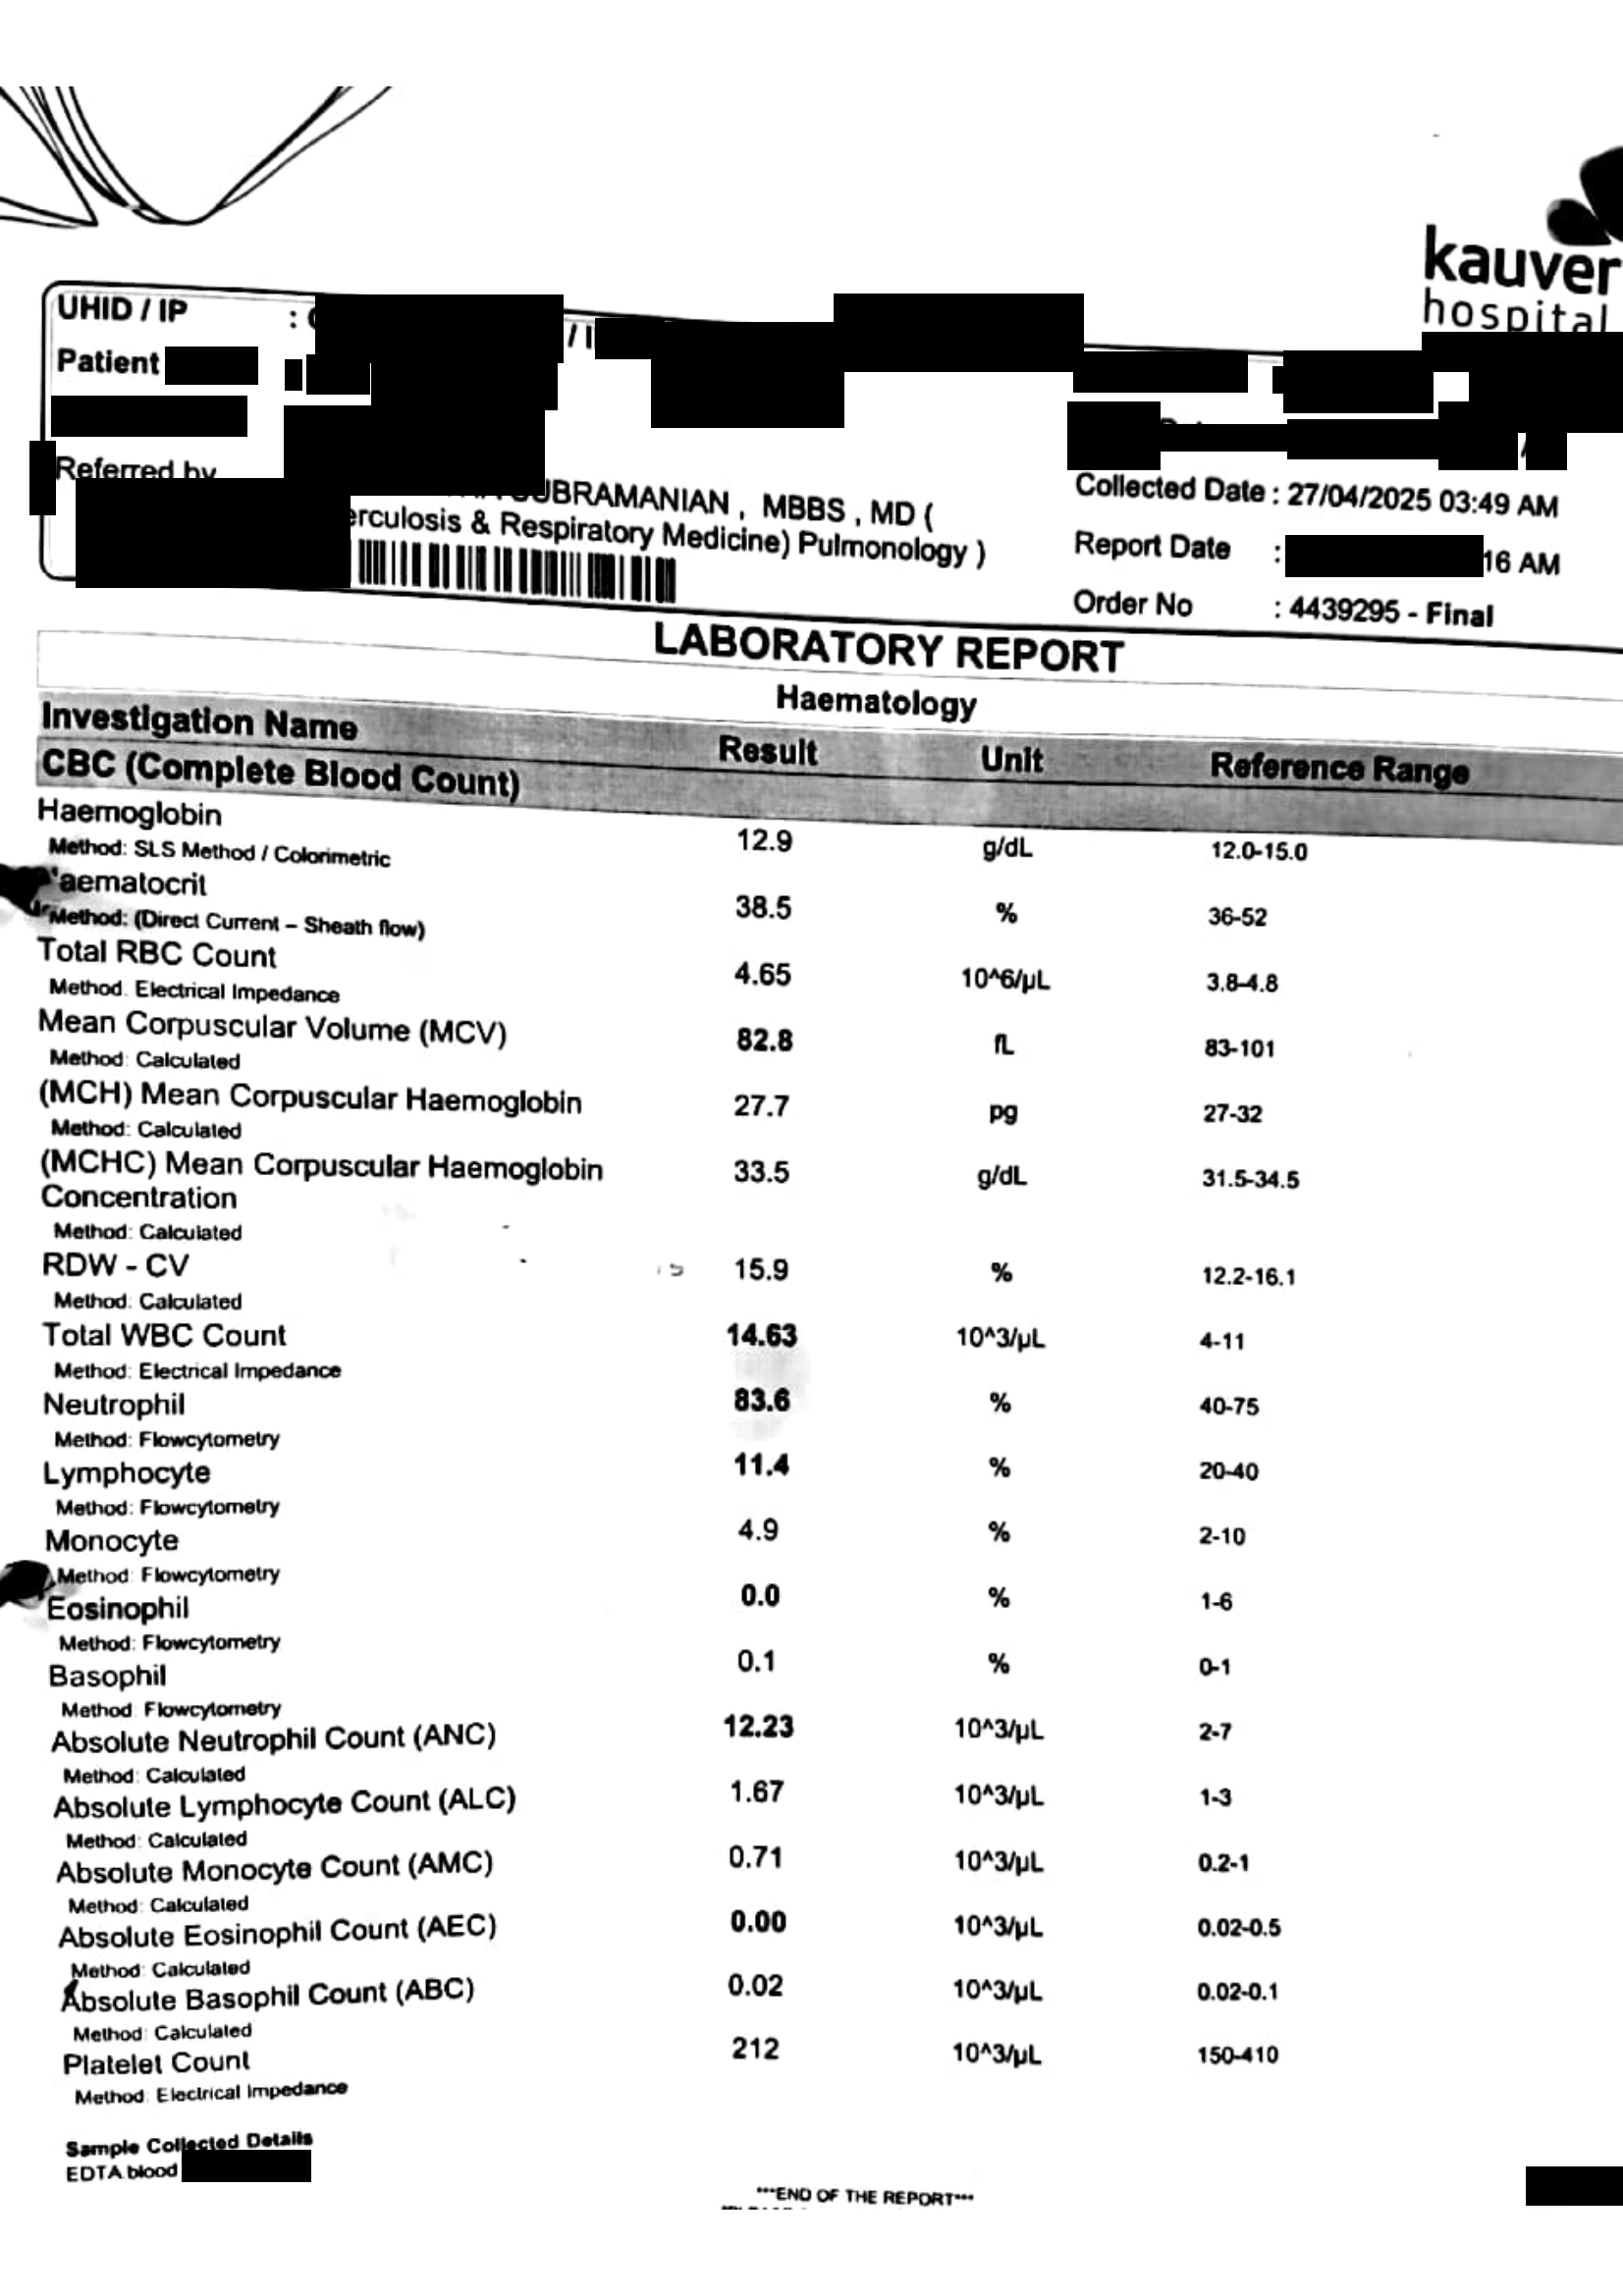 kauver
hospital
UHID / IP :
Patient
Referred by
SUBRAMANIAN , MBBS , MD (
erculosis & Respiratory Medicine) Pulmonology )
Collected Date : 27/04/2025 03:49 AM
Report Date : 16 AM
Order No : 4439295 - Final
LABORATORY REPORT
Haematology
Investigation Name Result Unit Reference Range
CBC (Complete Blood Count)
Haemoglobin 12.9 g/dL 12.0-15.0
Method: SLS Method / Colorimetric
aematocrit 38.5 % 36-52
Method: (Direct Current – Sheath flow)
Total RBC Count 4.65 10^6/µL 3.8-4.8
Method. Electrical Impedance
Mean Corpuscular Volume (MCV) 82.8 fL 83-101
Method: Calculated
(MCH) Mean Corpuscular Haemoglobin 27.7 pg 27-32
Method: Calculated
(MCHC) Mean Corpuscular Haemoglobin 33.5 g/dL 31.5-34.5
Concentration
Method: Calculated
RDW - CV 15.9 % 12.2-16.1
Method: Calculated
Total WBC Count 14.63 10^3/µL 4-11
Method: Electrical Impedance
Neutrophil 83.6 % 40-75
Method: Flowcytometry
Lymphocyte 11.4 % 20-40
Method: Flowcytometry
Monocyte 4.9 % 2-10
Method: Flowcytometry
Eosinophil 0.0 % 1-6
Method: Flowcytometry
Basophil 0.1 % 0-1
Method: Flowcytometry
Absolute Neutrophil Count (ANC) 12.23 10^3/µL 2-7
Method: Calculated
Absolute Lymphocyte Count (ALC) 1.67 10^3/µL 1-3
Method: Calculated
Absolute Monocyte Count (AMC) 0.71 10^3/µL 0.2-1
Method: Calculated
Absolute Eosinophil Count (AEC) 0.00 10^3/µL 0.02-0.5
Method: Calculated
Absolute Basophil Count (ABC) 0.02 10^3/µL 0.02-0.1
Method: Calculated
Platelet Count 212 10^3/µL 150-410
Method: Electrical Impedance
Sample Collected Details
EDTA blood
***END OF THE REPORT***